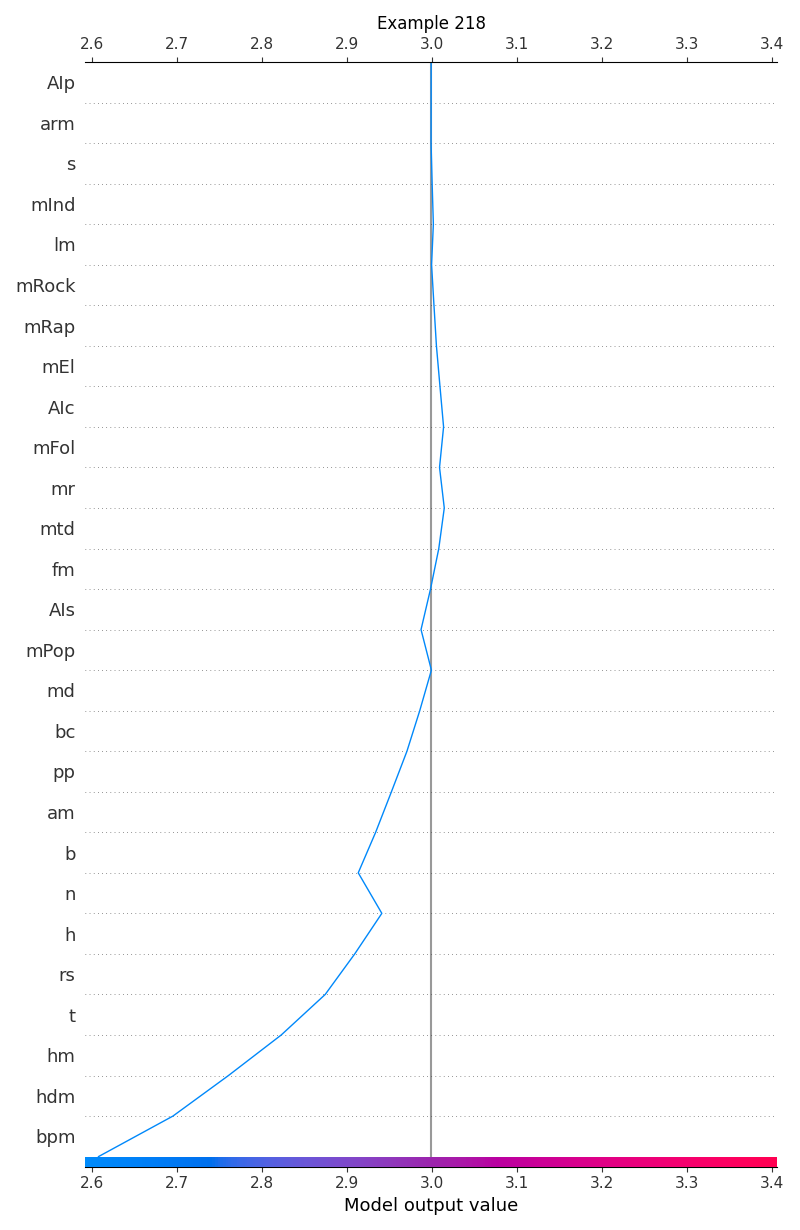 Example 218
2.6 2.7 2.8 2.9 3.0 3.1 3.2 3.3 3.4
AIp
arm
s
mInd
lm
mRock
mRap
mEl
AIc
mFol
mr
mtd
fm
AIs
mPop
md
bc
pp
am
b
n
h
rs
t
hm
hdm
bpm
2.6 2.7 2.8 2.9 3.0 3.1 3.2 3.3 3.4
Model output value